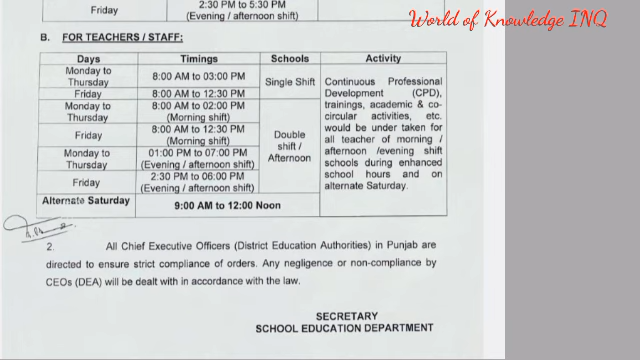 Friday
2:30 PM to 5:30 PM
(Evening / afternoon shift)
World of Knowledge INQ
B. FOR TEACHERS / STAFF:
Days Timings Schools Activity
Monday to Thursday 8:00 AM to 03:00 PM Single Shift
Friday 8:00 AM to 12:30 PM
Monday to Thursday 8:00 AM to 02:00 PM (Morning shift) Double shift / Afternoon
Friday 8:00 AM to 12:30 PM (Morning shift)
Monday to Thursday 01:00 PM to 07:00 PM (Evening / afternoon shift)
Friday 2:30 PM to 06:00 PM (Evening / afternoon shift)
Continuous Professional
Development (CPD),
trainings, academic & co-
circular activities, etc.
would be under taken for
all teacher of morning /
afternoon /evening shift
schools during enhanced
school hours and on
alternate Saturday.
Alternate Saturday 9:00 AM to 12:00 Noon
2. All Chief Executive Officers (District Education Authorities) in Punjab are
directed to ensure strict compliance of orders. Any negligence or non-compliance by
CEOs (DEA) will be dealt with in accordance with the law.
SECRETARY
SCHOOL EDUCATION DEPARTMENT